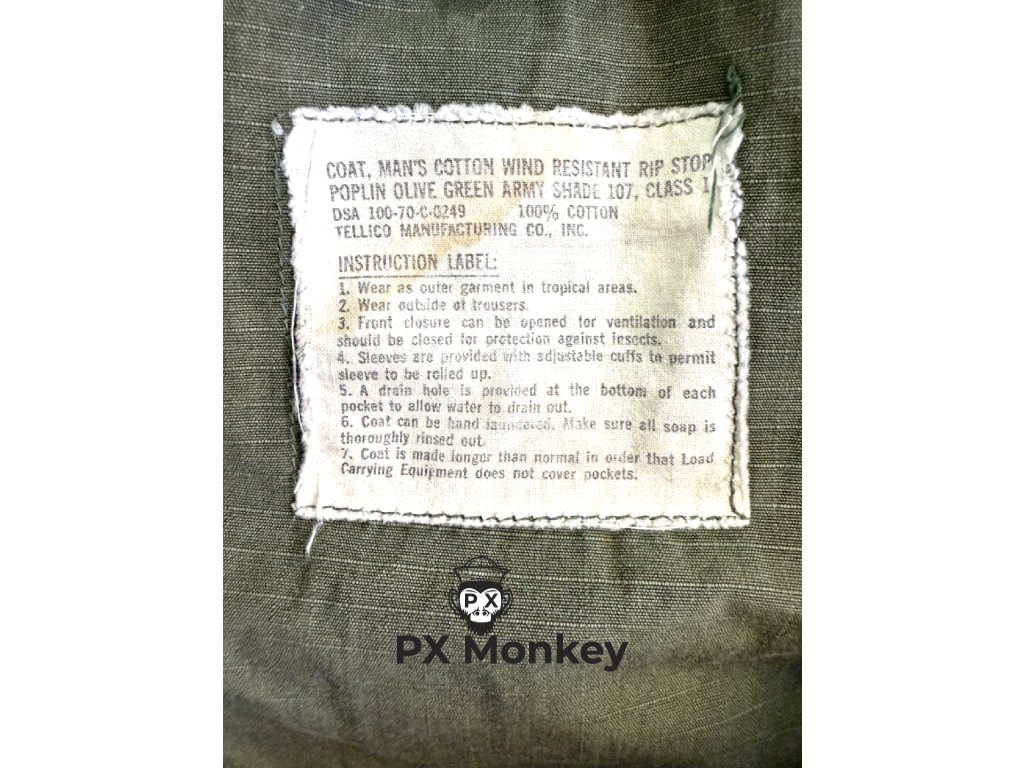 COAT, MAN'S COTTON WIND RESISTANT RIP STOP
POPLIN OLIVE GREEN ARMY SHADE 107, CLASS 1
DSA 100-70-C-0249 100% COTTON
TELLICO MANUFACTURING CO., INC.
INSTRUCTION LABEL:
1. Wear as outer garment in tropical areas.
2. Wear outside of trousers.
3. Front closure can be opened for ventilation and
should be closed for protection against insects.
4. Sleeves are provided with adjustable cuffs to permit
sleeve to be rolled up.
5. A drain hole is provided at the bottom of each
pocket to allow water to drain out.
6. Coat can be hand laundered. Make sure all soap is
thoroughly rinsed out.
7. Coat is made longer than normal in order that Load
Carrying Equipment does not cover pockets.
PX
PX Monkey